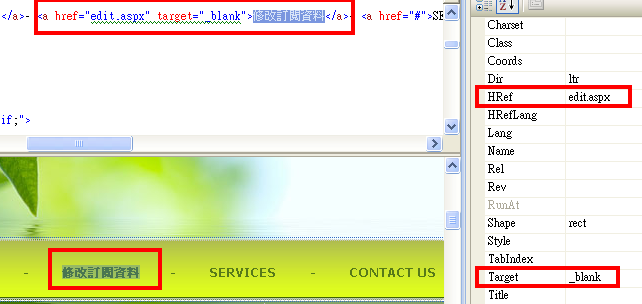 </a>- <a href="edit.aspx" target="_blank">修改訂閱資料</a>- <a href="#">SE
if;">
- 修改訂閱資料 - SERVICES - CONTACT US
Charset
Class
Coords
Dir ltr
HRef edit.aspx
HRefLang
Lang
Name
Rel
Rev
RunAt
Shape rect
Style
TabIndex
Target _blank
Title